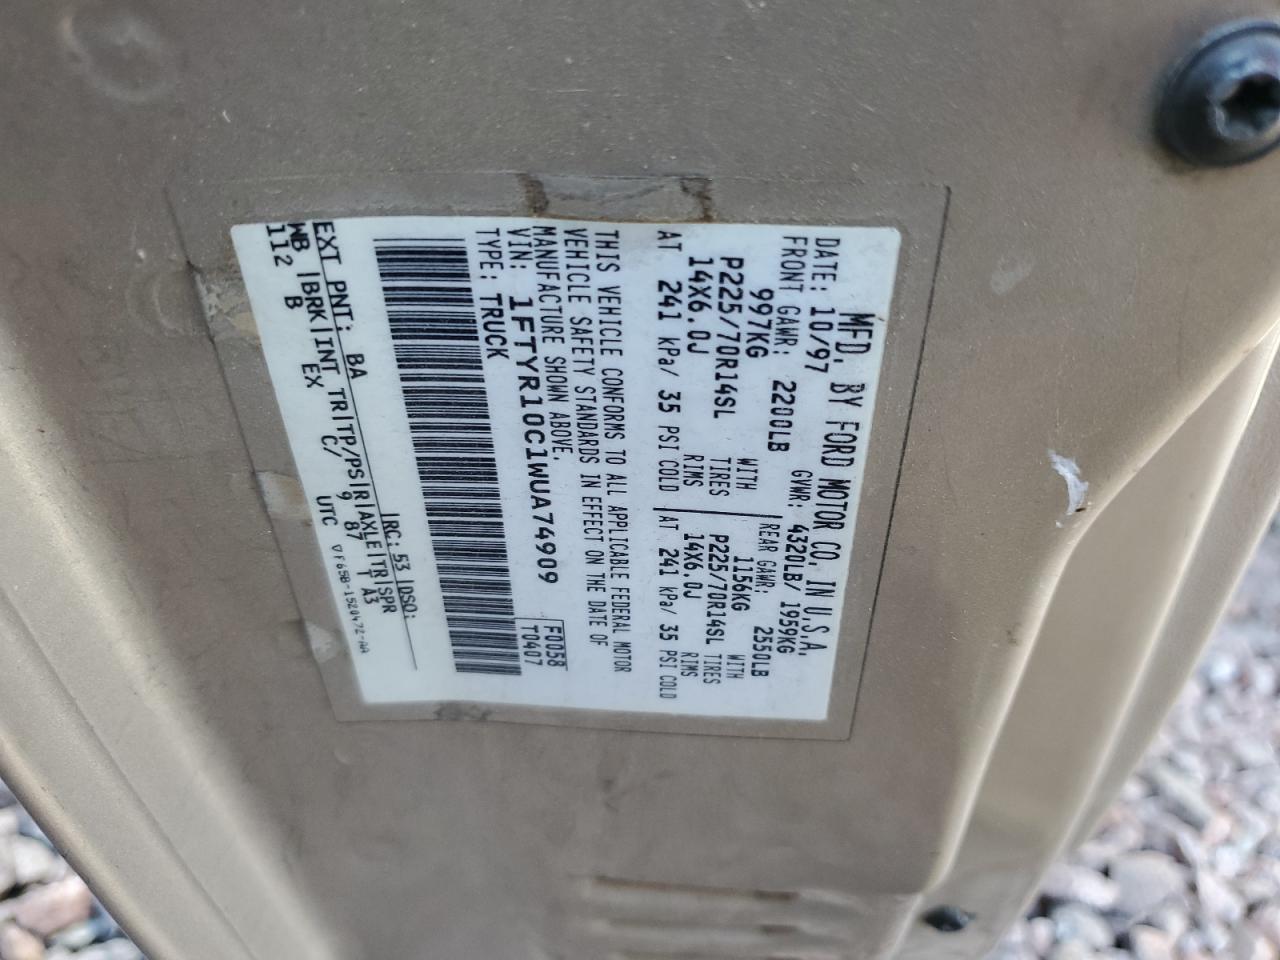 MFD. BY FORD MOTOR CO. IN U.S.A.
DATE: 10/97 GVWR: 4320LB/ 1959KG
FRONT GAWR: 2200LB REAR GAWR: 2550LB
997KG WITH 1156KG WITH
P225/70R14SL TIRES P225/70R14SL TIRES
14X6.0J RIMS 14X6.0J RIMS
AT 241 kPa/ 35 PSI COLD AT 241 kPa/ 35 PSI COLD
THIS VEHICLE CONFORMS TO ALL APPLICABLE FEDERAL MOTOR
VEHICLE SAFETY STANDARDS IN EFFECT ON THE DATE OF
MANUFACTURE SHOWN ABOVE.
VIN: 1FTYR10C1WUA74909 F0058
TYPE: TRUCK T0407
EXT PNT: BA RC: 53 DSO:
WB |BRK|INT TR|TP/PS|R|AXLE|TR|SPR
112 B EX C/ 9 87 T A3
UTC ▽F65B-1520472-AA